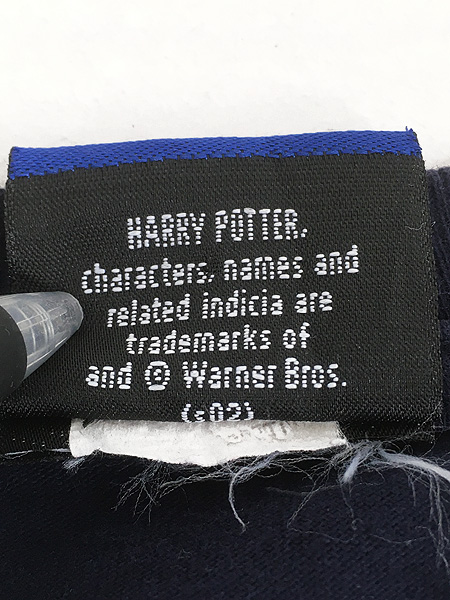 HARRY POTTER,
characters, names and
related indicia are
trademarks of
and © Warner Bros.
(s02)